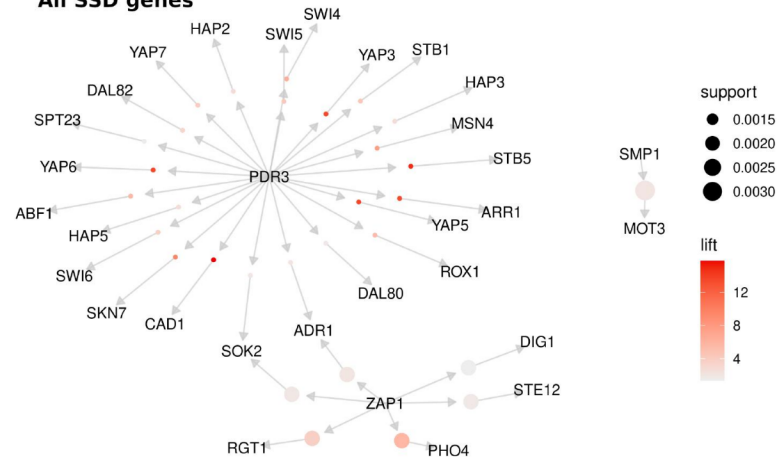 All SSD genes
SWI4
HAP2
SWI5
YAP3
STB1
YAP7
DAL82
HAP3
SPT23
MSN4
YAP6
STB5
PDR3
ABF1
ARR1
YAP5
HAP5
SWI6
ROX1
DAL80
SKN7
CAD1
ADR1
SOK2
DIG1
STE12
ZAP1
RGT1
PHO4
SMP1
MOT3
support
0.0015
0.0020
0.0025
0.0030
lift
12
8
4